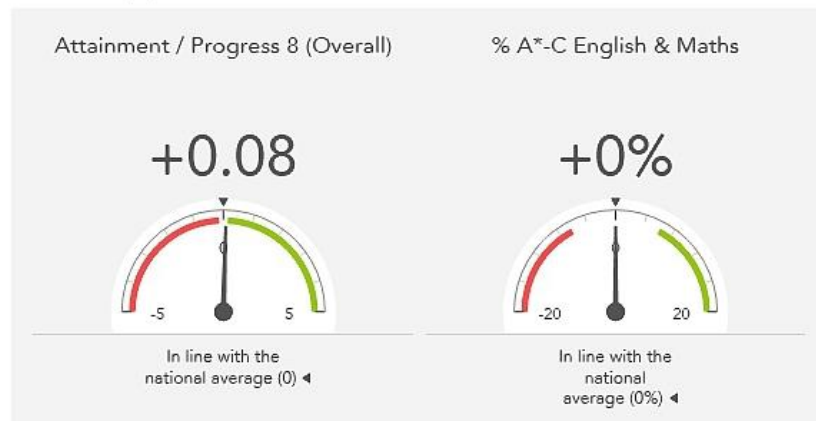 Attainment / Progress 8 (Overall)
+0.08
0
-5
5
In line with the
national average (0) ◀
% A*-C English & Maths
+0%
0
-20
20
In line with the
national
average (0%) ◀